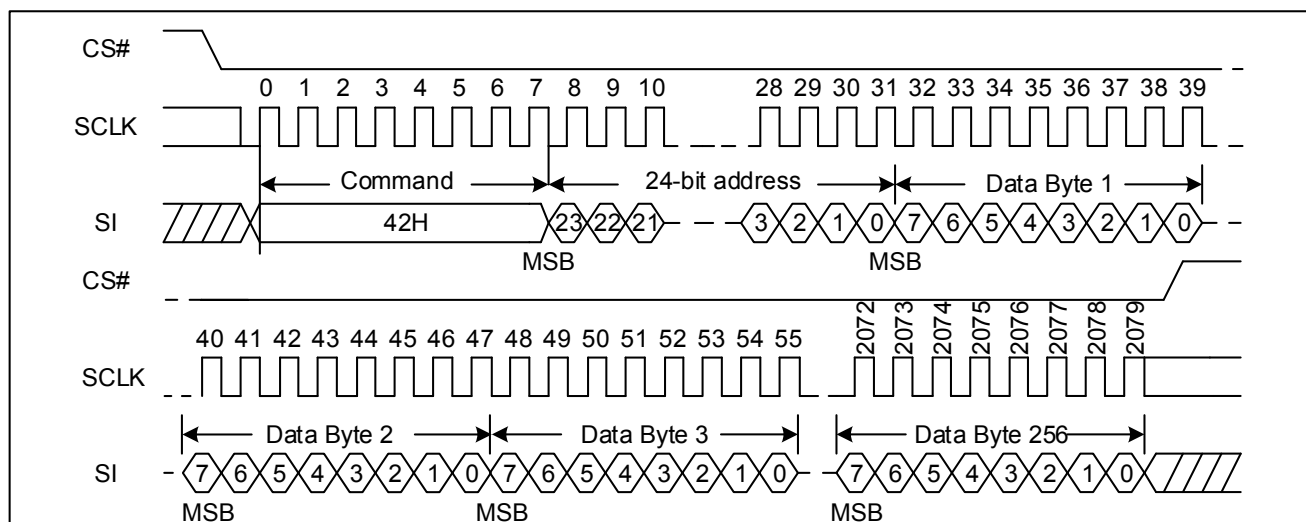 CS#
0 1 2 3 4 5 6 7 8 9 10 28 29 30 31 32 33 34 35 36 37 38 39
SCLK
Command 24-bit address Data Byte 1
SI 42H 23 22 21 3 2 1 0 7 6 5 4 3 2 1 0
MSB MSB
CS#
40 41 42 43 44 45 46 47 48 49 50 51 52 53 54 55 2072 2073 2074 2075 2076 2077 2078 2079
SCLK
Data Byte 2 Data Byte 3 Data Byte 256
SI 7 6 5 4 3 2 1 0 7 6 5 4 3 2 1 0 7 6 5 4 3 2 1 0
MSB MSB MSB